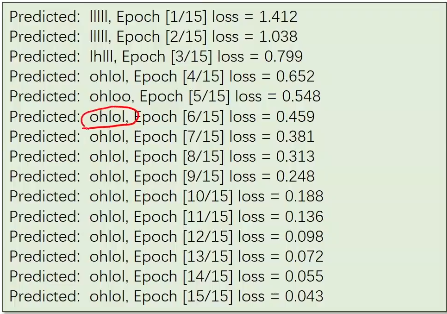 Predicted: lllll, Epoch [1/15] loss = 1.412
Predicted: lllll, Epoch [2/15] loss = 1.038
Predicted: lhlll, Epoch [3/15] loss = 0.799
Predicted: ohlol, Epoch [4/15] loss = 0.652
Predicted: ohloo, Epoch [5/15] loss = 0.548
Predicted: ohlol, Epoch [6/15] loss = 0.459
Predicted: ohlol, Epoch [7/15] loss = 0.381
Predicted: ohlol, Epoch [8/15] loss = 0.313
Predicted: ohlol, Epoch [9/15] loss = 0.248
Predicted: ohlol, Epoch [10/15] loss = 0.188
Predicted: ohlol, Epoch [11/15] loss = 0.136
Predicted: ohlol, Epoch [12/15] loss = 0.098
Predicted: ohlol, Epoch [13/15] loss = 0.072
Predicted: ohlol, Epoch [14/15] loss = 0.055
Predicted: ohlol, Epoch [15/15] loss = 0.043